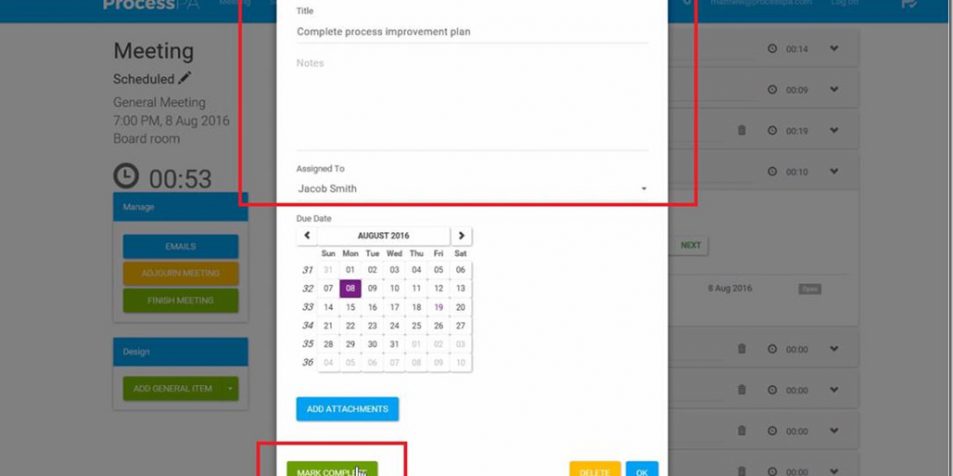 ProcessPA
Meeting
matthew@processpa.com
Log off
Title
Complete process improvement plan
Notes
Assigned To
Jacob Smith
Due Date
AUGUST 2016
Sun Mon Tue Wed Thu Fri Sat
31 31 01 02 03 04 05 06
32 07 08 09 10 11 12 13
33 14 15 16 17 18 19 20
34 21 22 23 24 25 26 27
35 28 29 30 31 01 02 03
36 04 05 06 07 08 09 10
ADD ATTACHMENTS
MARK COMPLETE
DELETE
OK
Meeting
Scheduled
General Meeting
7:00 PM, 8 Aug 2016
Board room
00:53
Manage
EMAILS
ADJOURN MEETING
FINISH MEETING
Design
ADD GENERAL ITEM
00:14
00:09
00:19
00:10
NEXT
8 Aug 2016
Open
00:00
00:00
00:00
00:00